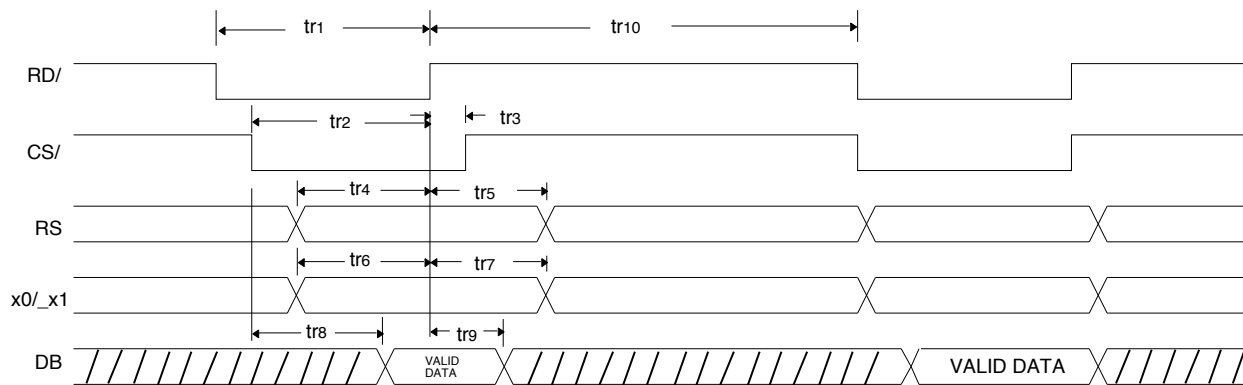 tr1 tr10
RD/
tr2 tr3
CS/
tr4 tr5
RS
tr6 tr7
x0/_x1
tr8 tr9
DB VALID DATA VALID DATA